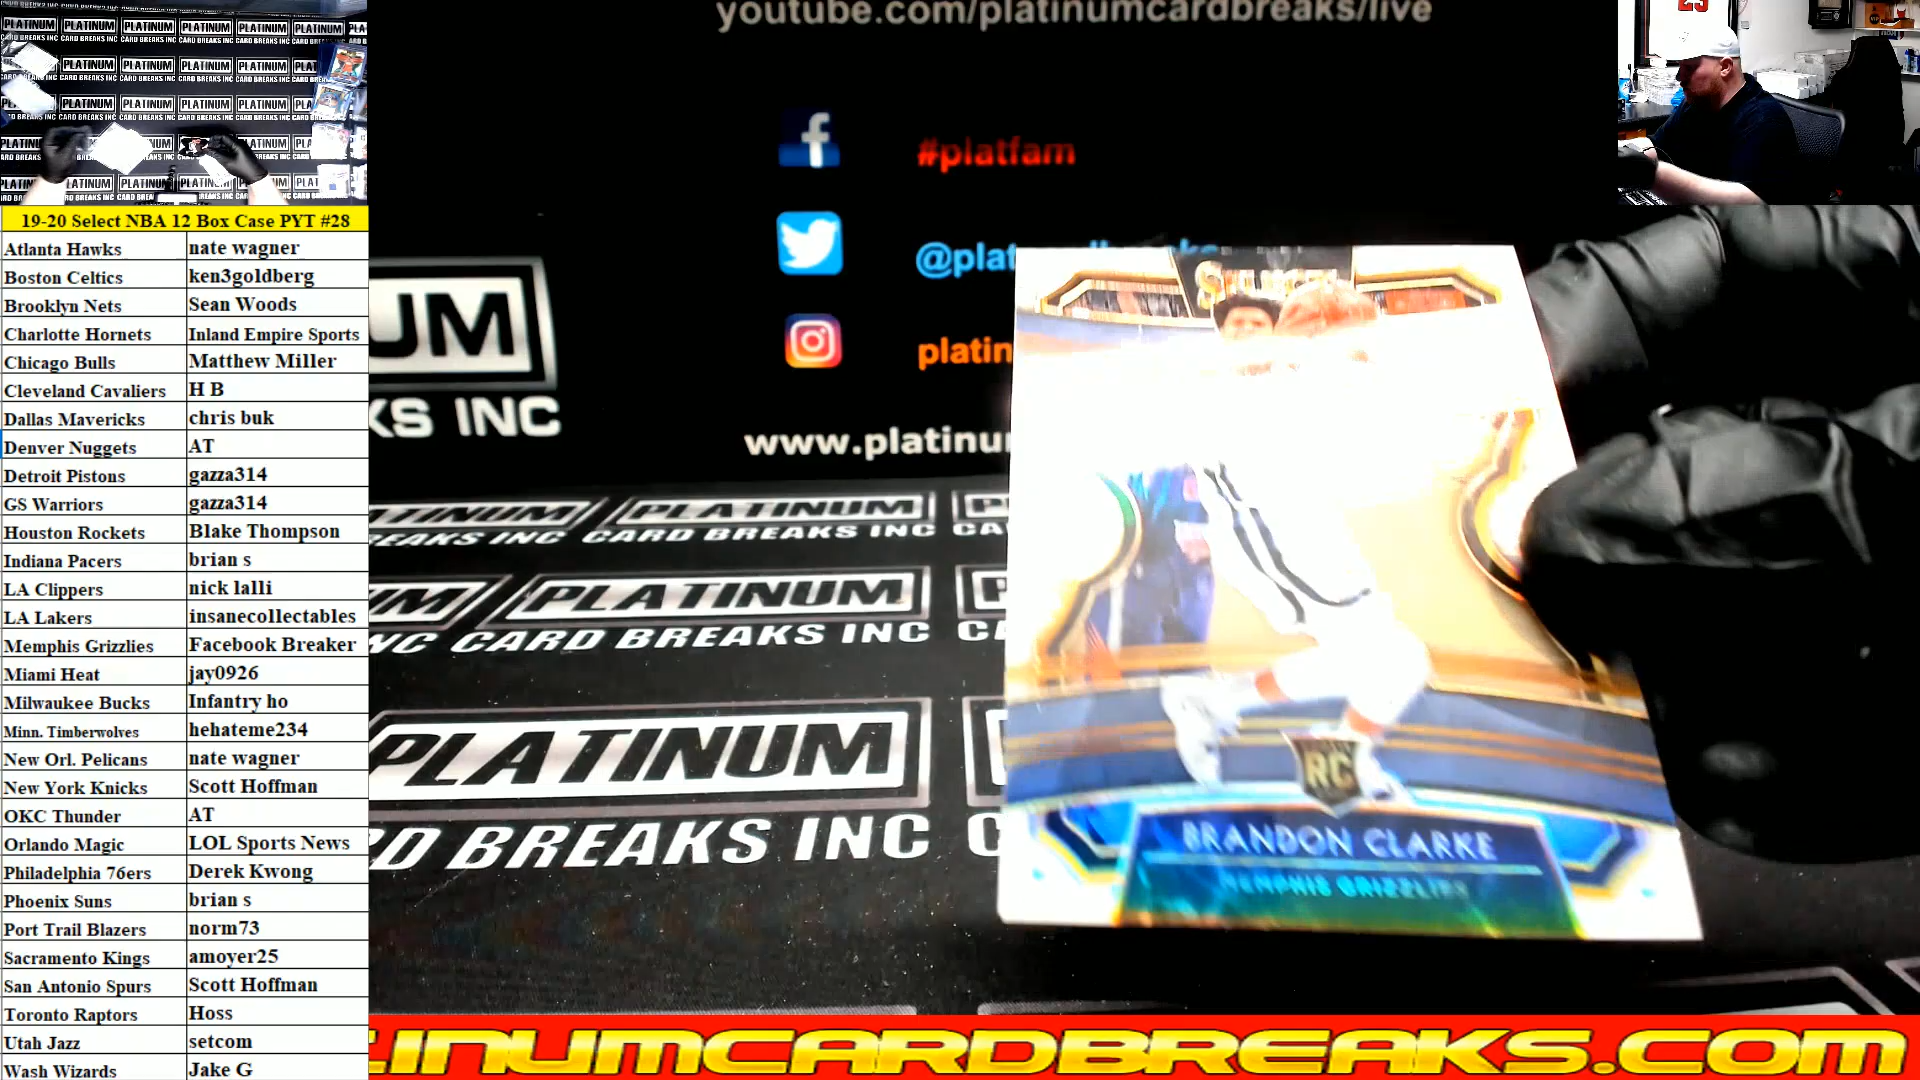 youtube.com/platinumcardbreaks/live
#platfam
@plat
platin
www.platinu
UM
KS INC
19-20 Select NBA 12 Box Case PYT #28
Atlanta Hawks nate wagner
Boston Celtics ken3goldberg
Brooklyn Nets Sean Woods
Charlotte Hornets Inland Empire Sports
Chicago Bulls Matthew Miller
Cleveland Cavaliers H B
Dallas Mavericks chris buk
Denver Nuggets AT
Detroit Pistons gazza314
GS Warriors gazza314
Houston Rockets Blake Thompson
Indiana Pacers brian s
LA Clippers nick lalli
LA Lakers insanecollectables
Memphis Grizzlies Facebook Breaker
Miami Heat jay0926
Milwaukee Bucks Infantry ho
Minn. Timberwolves hehateme234
New Orl. Pelicans nate wagner
New York Knicks Scott Hoffman
OKC Thunder AT
Orlando Magic LOL Sports News
Philadelphia 76ers Derek Kwong
Phoenix Suns brian s
Port Trail Blazers norm73
Sacramento Kings amoyer25
San Antonio Spurs Scott Hoffman
Toronto Raptors Hoss
Utah Jazz setcom
Wash Wizards Jake G
PLATINUM
CARD BREAKS INC
PLATINUM
CARD BREAKS INC
PLATINUM
RD BREAKS INC
SELECT
RC
BRANDON CLARKE
MEMPHIS GRIZZLIES
LINUMCARDBREAKS.COM